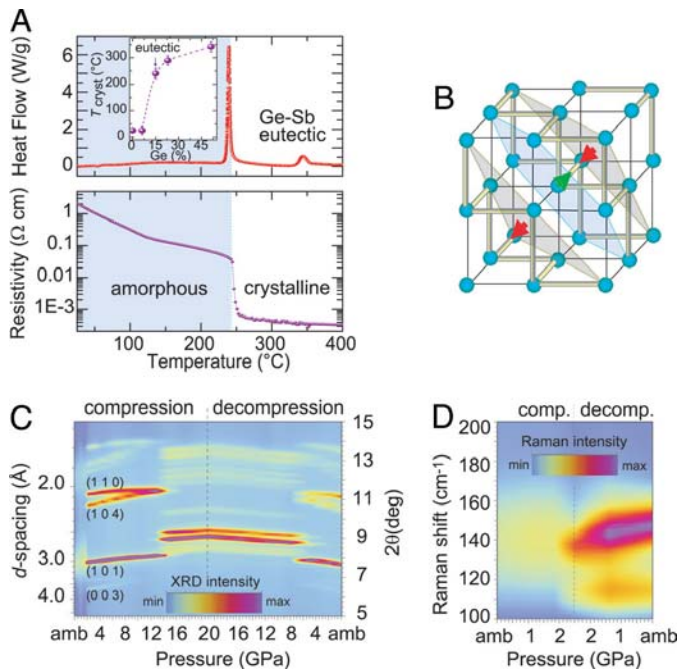 A
Heat Flow (W/g)
6
4
2
0
eutectic
T cryst (°C)
300
200
100
0
0 15 30 45
Ge (%)
Ge-Sb
eutectic
Resistivity (Ω cm)
1
0.1
0.01
1E-3
amorphous
crystalline
100 200 300 400
Temperature (°C)
B
C
compression decompression
d-spacing (Å)
2.0
3.0
4.0
(1 1 0)
(1 0 4)
(1 0 1)
(0 0 3)
XRD intensity
min max
15
13
11
9
7
5
2θ(deg)
amb 4 8 12 20 12 8 4 amb
Pressure (GPa)
D
comp. decomp.
Raman intensity
min max
Raman shift (cm-1)
200
180
160
140
120
100
amb 1 2 2 1 amb
Pressure (GPa)